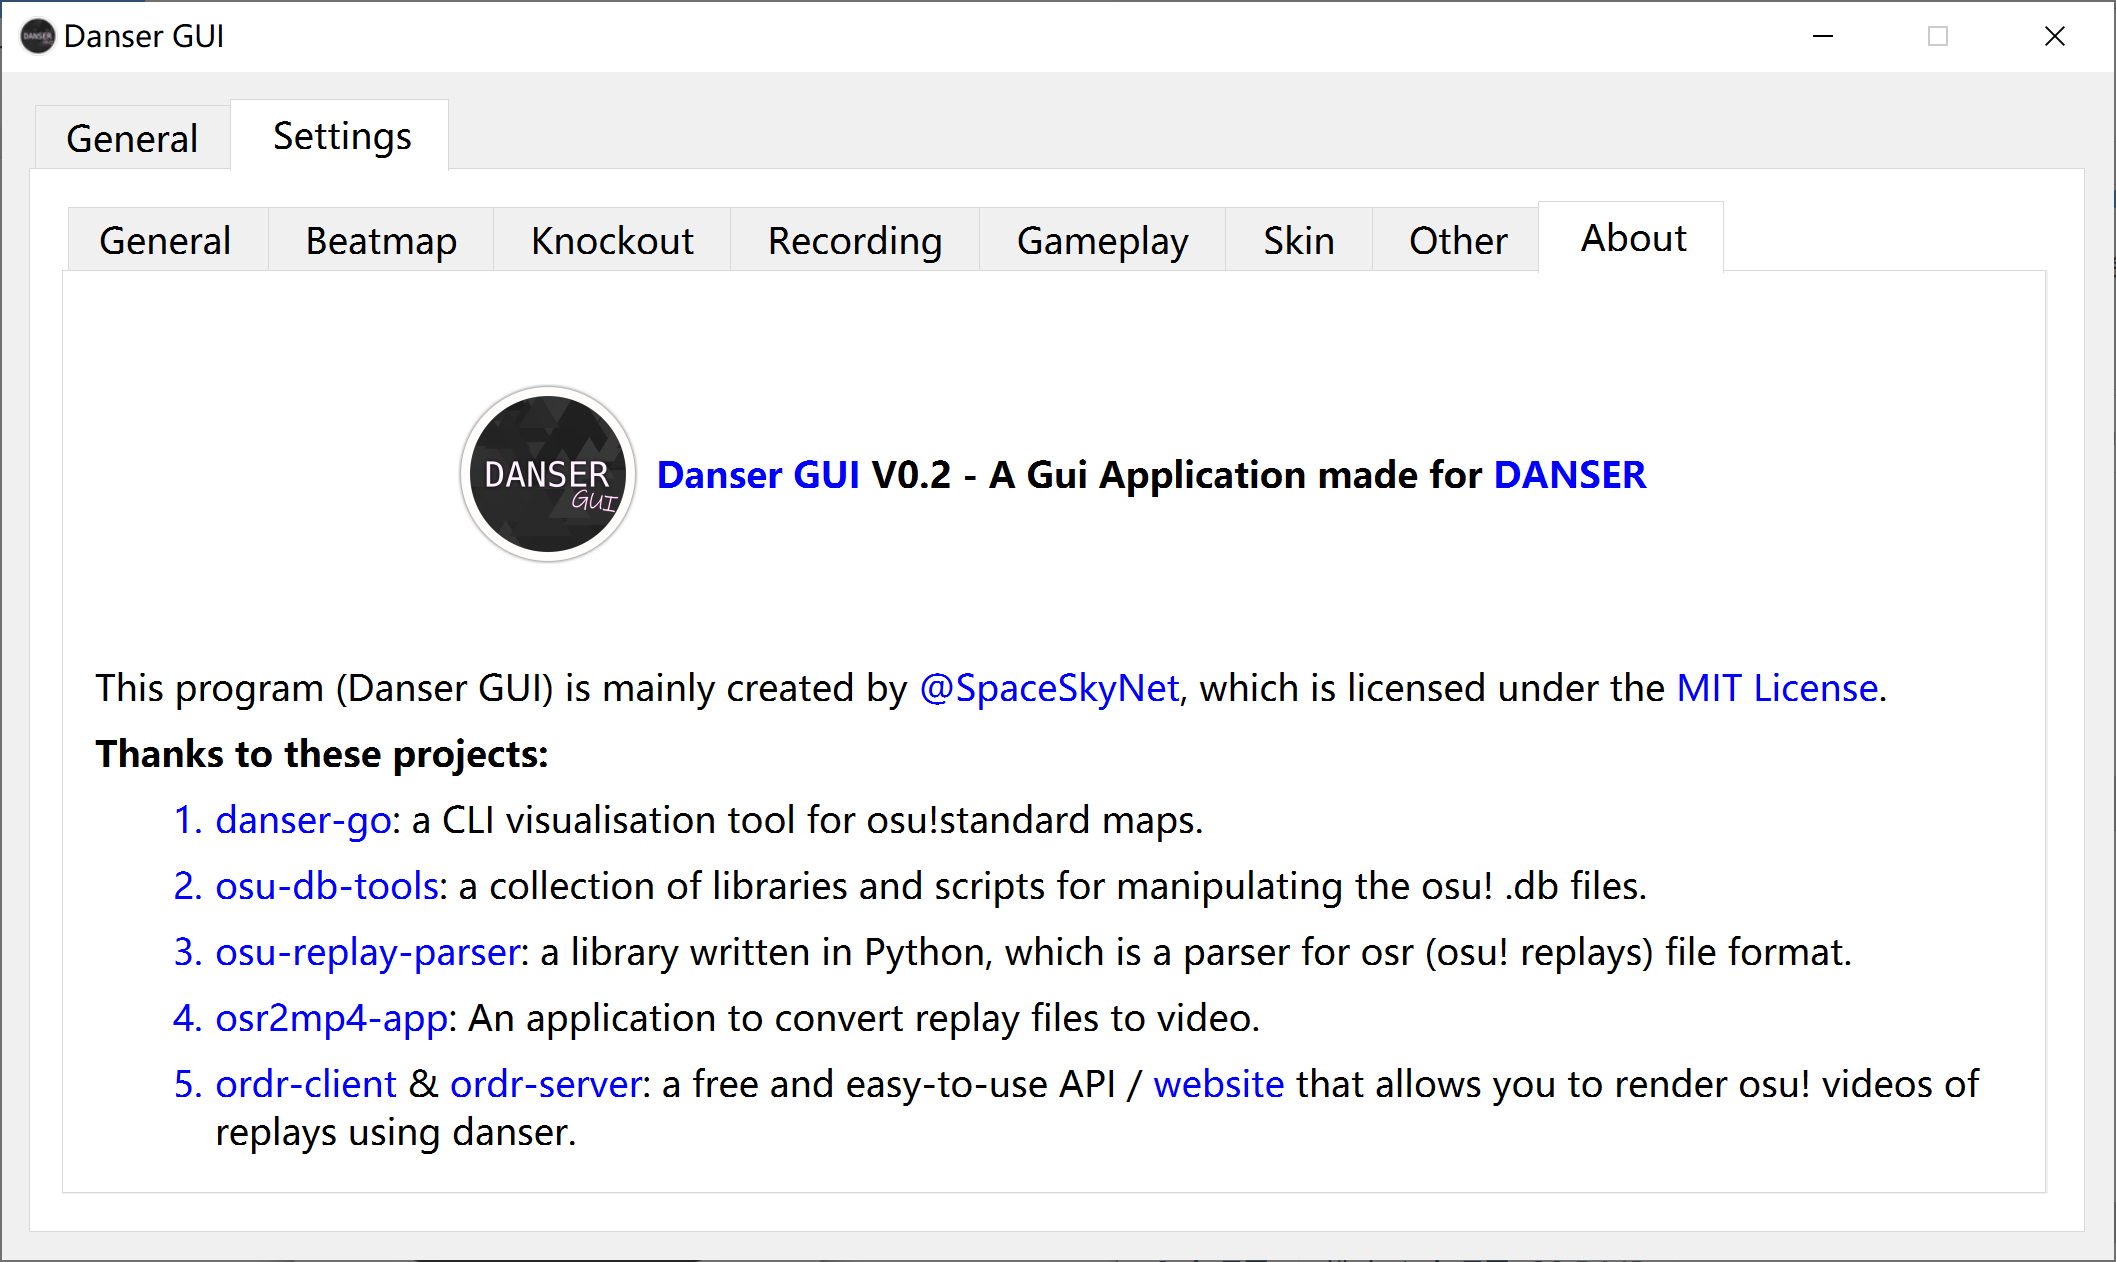 Danser GUI
General Settings
General Beatmap Knockout Recording Gameplay Skin Other About
DANSER
GUI
Danser GUI V0.2 - A Gui Application made for DANSER
This program (Danser GUI) is mainly created by @SpaceSkyNet, which is licensed under the MIT License.
Thanks to these projects:
1. danser-go: a CLI visualisation tool for osu!standard maps.
2. osu-db-tools: a collection of libraries and scripts for manipulating the osu! .db files.
3. osu-replay-parser: a library written in Python, which is a parser for osr (osu! replays) file format.
4. osr2mp4-app: An application to convert replay files to video.
5. ordr-client & ordr-server: a free and easy-to-use API / website that allows you to render osu! videos of
replays using danser.